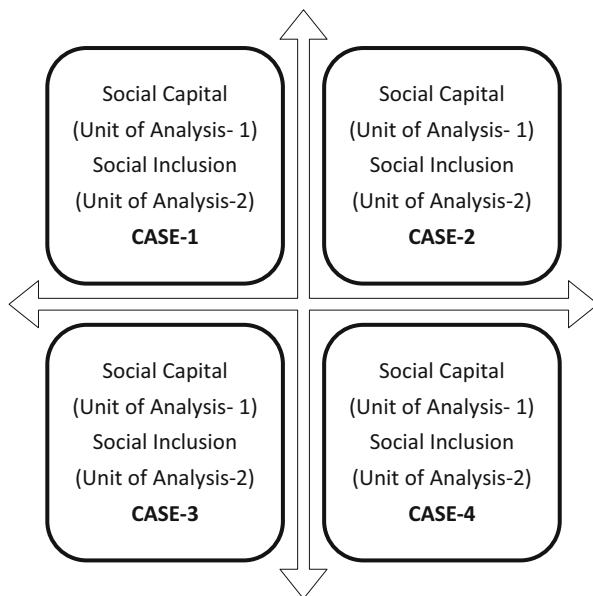 Social Capital
(Unit of Analysis- 1)
Social Inclusion
(Unit of Analysis-2)
CASE-1
Social Capital
(Unit of Analysis- 1)
Social Inclusion
(Unit of Analysis-2)
CASE-2
Social Capital
(Unit of Analysis- 1)
Social Inclusion
(Unit of Analysis-2)
CASE-3
Social Capital
(Unit of Analysis- 1)
Social Inclusion
(Unit of Analysis-2)
CASE-4